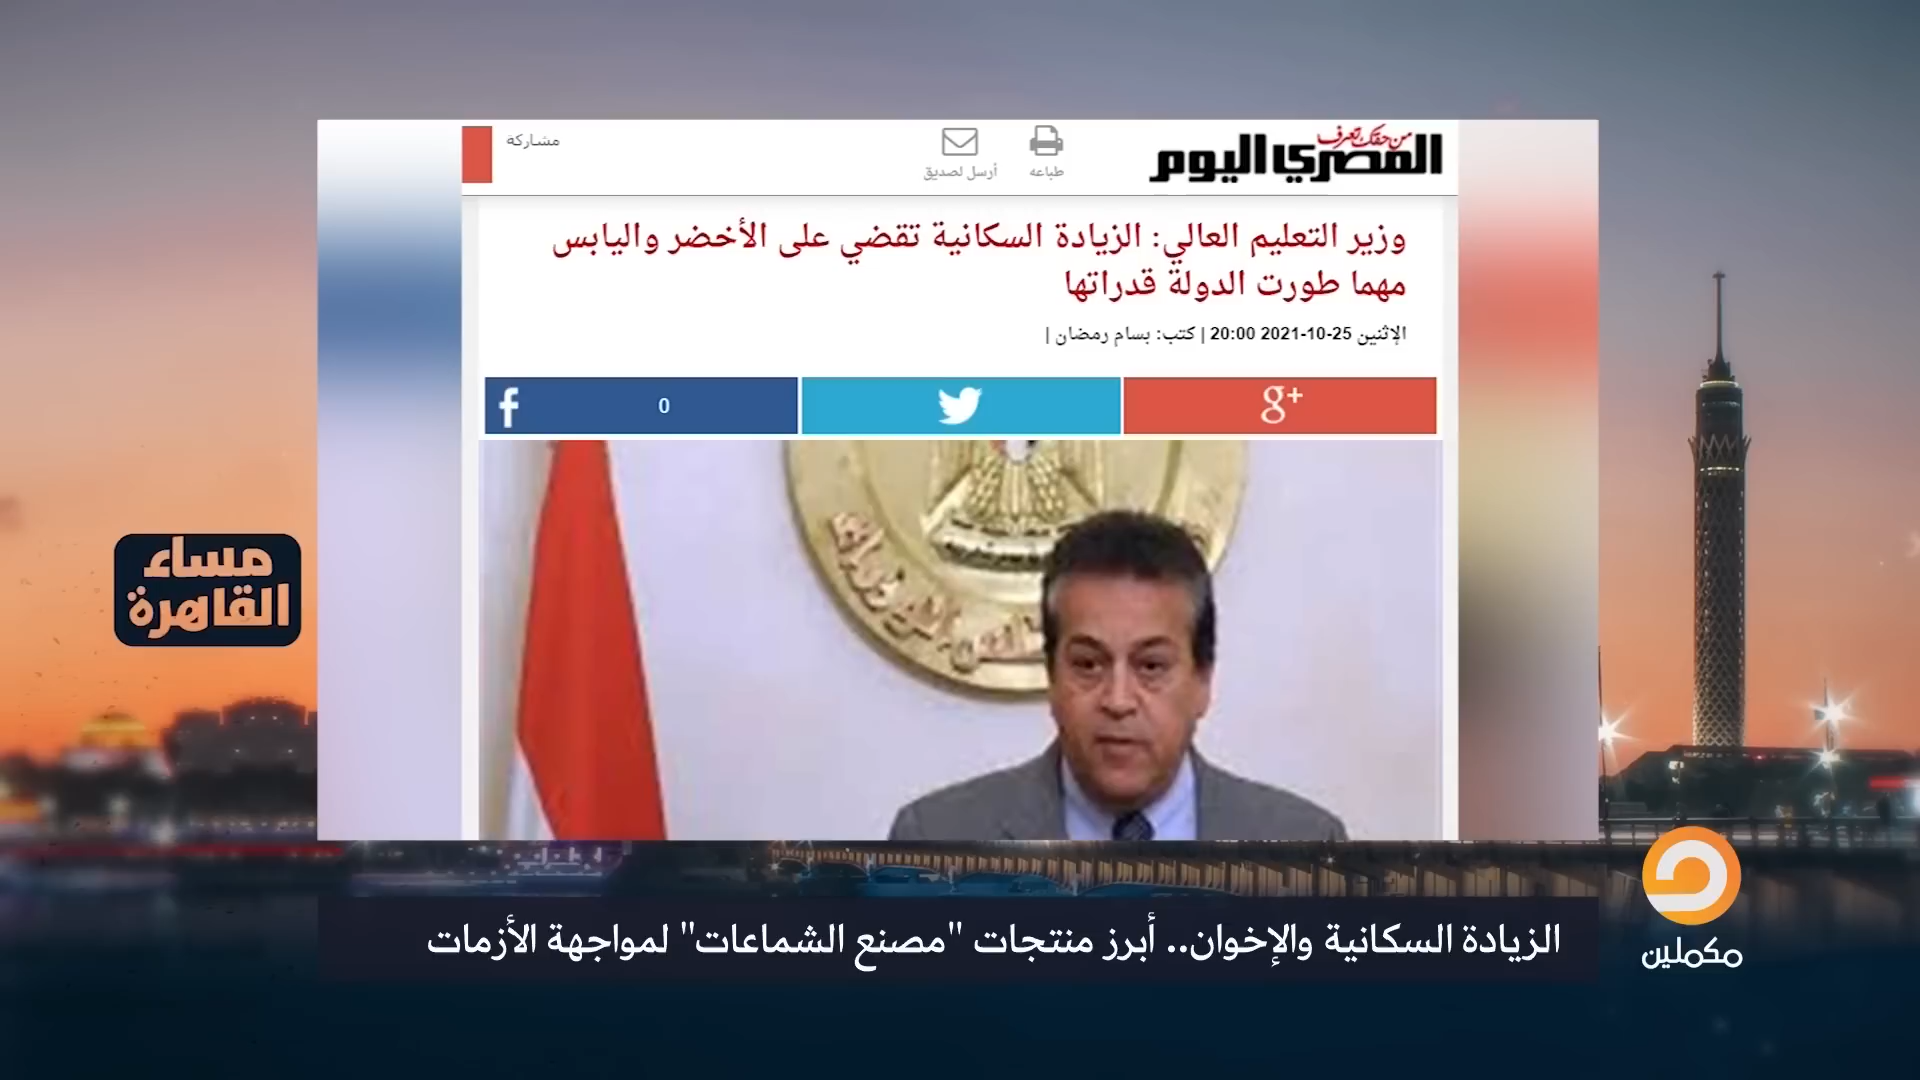 من حقك تعرف
المصري اليوم
طباعه
أرسل لصديق
مشاركة
وزير التعليم العالي: الزيادة السكانية تقضي على الأخضر واليابس
مهما طورت الدولة قدراتها
الإثنين 25-10-2021 20:00 | كتب: بسام رمضان |
f
0
g+
مساء
القاهرة
الزيادة السكانية والإخوان.. أبرز منتجات "مصنع الشماعات" لمواجهة الأزمات
مكملين